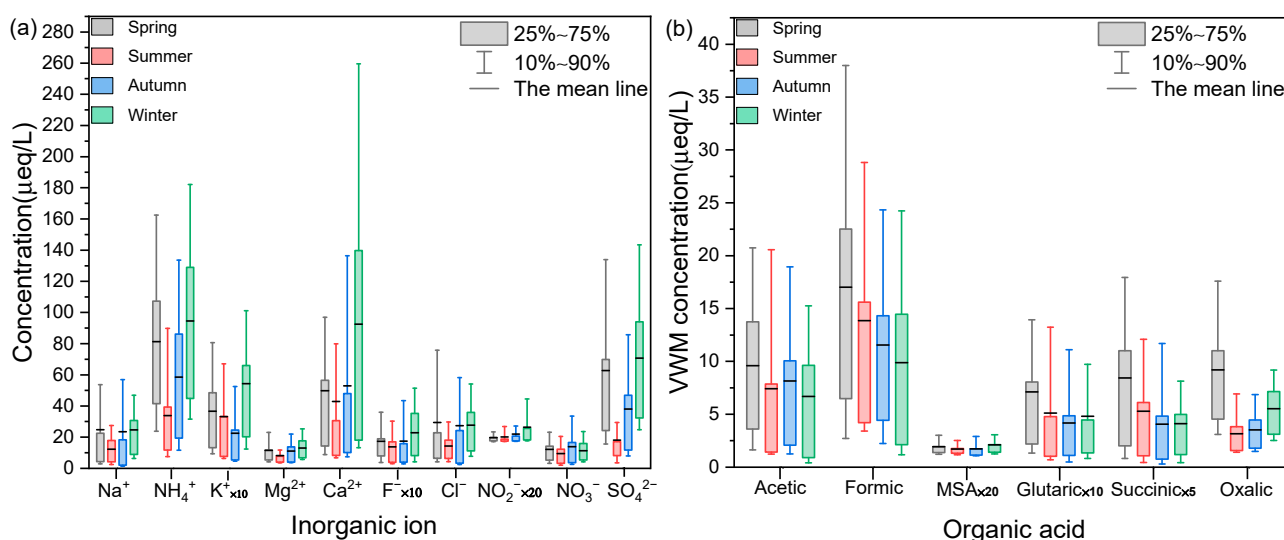 (a)
Spring
Summer
Autumn
Winter
25%~75%
10%~90%
The mean line
280
260
240
220
200
180
160
140
120
100
80
60
40
20
0
Concentration(μeq/L)
Na⁺ NH₄⁺ K⁺×10 Mg²⁺ Ca²⁺ F⁻×10 Cl⁻ NO₂⁻×20 NO₃⁻ SO₄²⁻
Inorganic ion
(b)
Spring
Summer
Autumn
Winter
25%~75%
10%~90%
The mean line
40
35
30
25
20
15
10
5
0
VWM concentration(μeq/L)
Acetic Formic MSA×20 Glutaric×10 Succinic×5 Oxalic
Organic acid